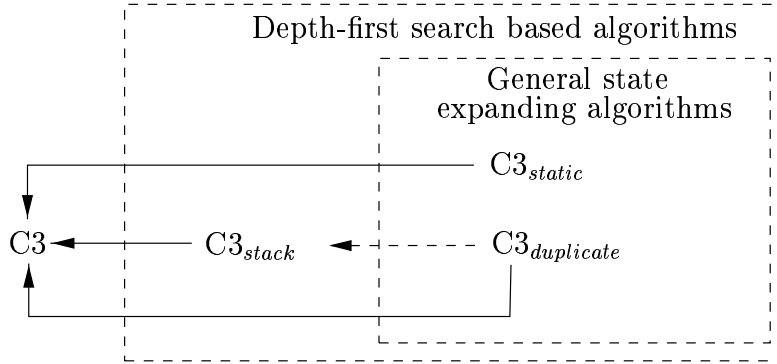 Depth-first search based algorithms
General state
expanding algorithms
C3static
C3
C3stack
C3duplicate